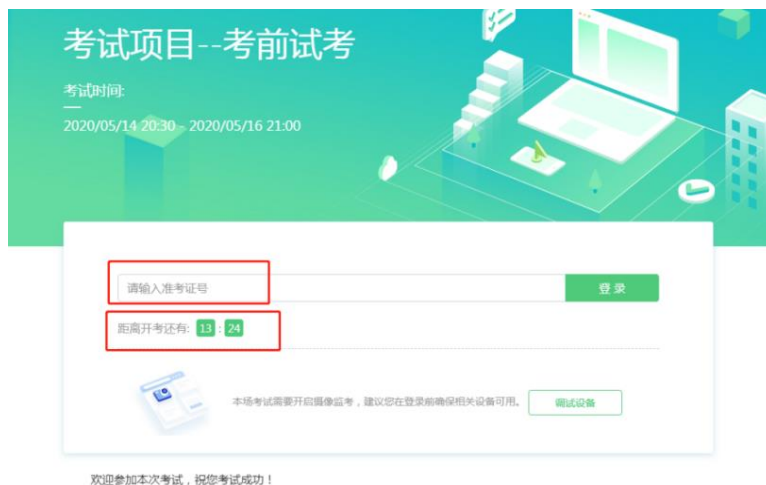 考试项目--考前试考
考试时间:
2020/05/14 20:30 - 2020/05/16 21:00
请输入准考证号
登录
距离开考还有: 13 : 24
本场考试需要开启摄像监考，建议您在登录前确保相关设备可用。
调试设备
欢迎参加本次考试，祝您考试成功！